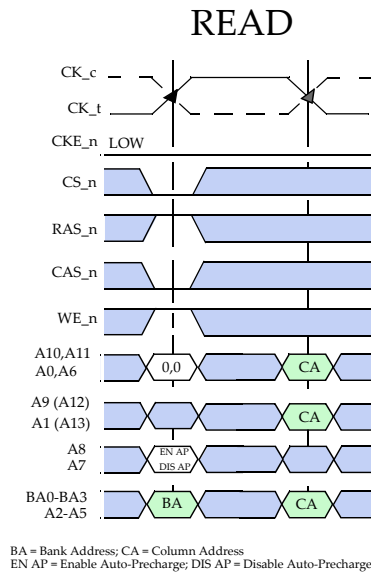 READ
CK_c
CK_t
CKE_n LOW
CS_n
RAS_n
CAS_n
WE_n
A10,A11
A0,A6
0,0
CA
A9 (A12)
A1 (A13)
CA
A8
A7
EN AP
DIS AP
BA0-BA3
A2-A5
BA
CA
BA = Bank Address; CA = Column Address
EN AP = Enable Auto-Precharge; DIS AP = Disable Auto-Precharge